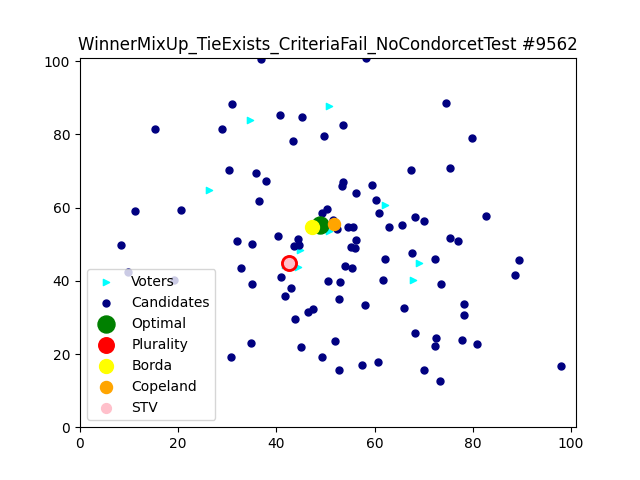 WinnerMixUp_TieExists_CriteriaFail_NoCondorcetTest #9562
100
80
60
40
20
0
Voters
Candidates
Optimal
Plurality
Borda
Copeland
STV
0 20 40 60 80 100